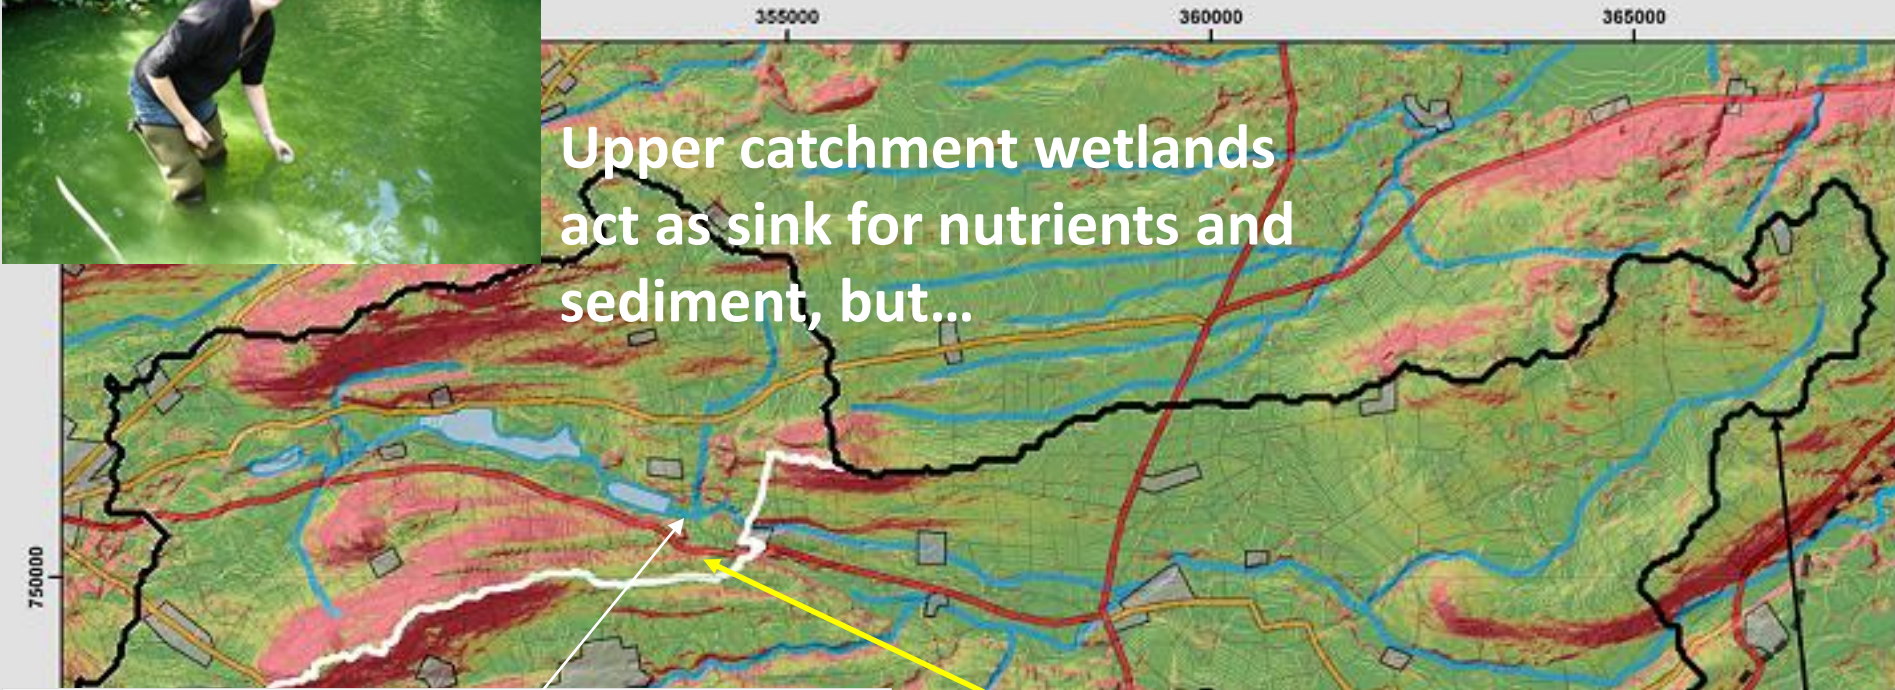 355000
360000
365000
Upper catchment wetlands
act as sink for nutrients and
sediment, but…
750000